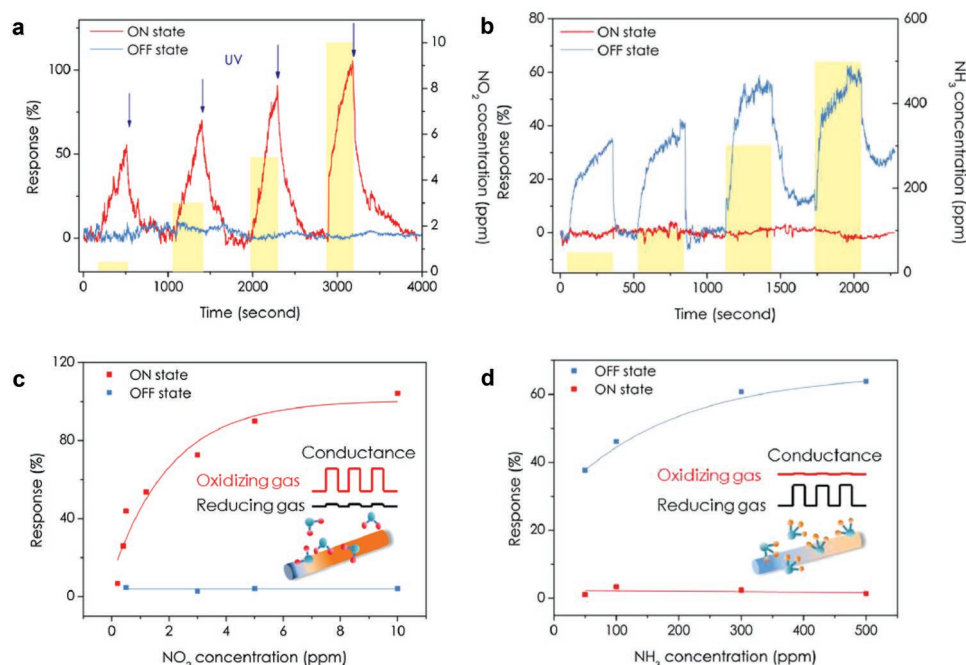 a
ON state
OFF state
UV
Response (%)
100
50
0
0
1000
2000
3000
4000
Time (second)
10
8
6
4
2
0
NO2 cocentration (ppm)
b
ON state
OFF state
Response (%)
80
60
40
20
0
0
500
1000
1500
2000
Time (second)
600
500
400
300
200
100
0
NH3 concentration (ppm)
c
ON state
OFF state
Response (%)
120
80
40
0
0
2
4
6
8
10
NO2 concentration (ppm)
Conductance
Oxidizing gas
Reducing gas
d
OFF state
ON state
Response (%)
60
40
20
0
0
100
200
300
400
500
NH3 concentration (ppm)
Conductance
Oxidizing gas
Reducing gas